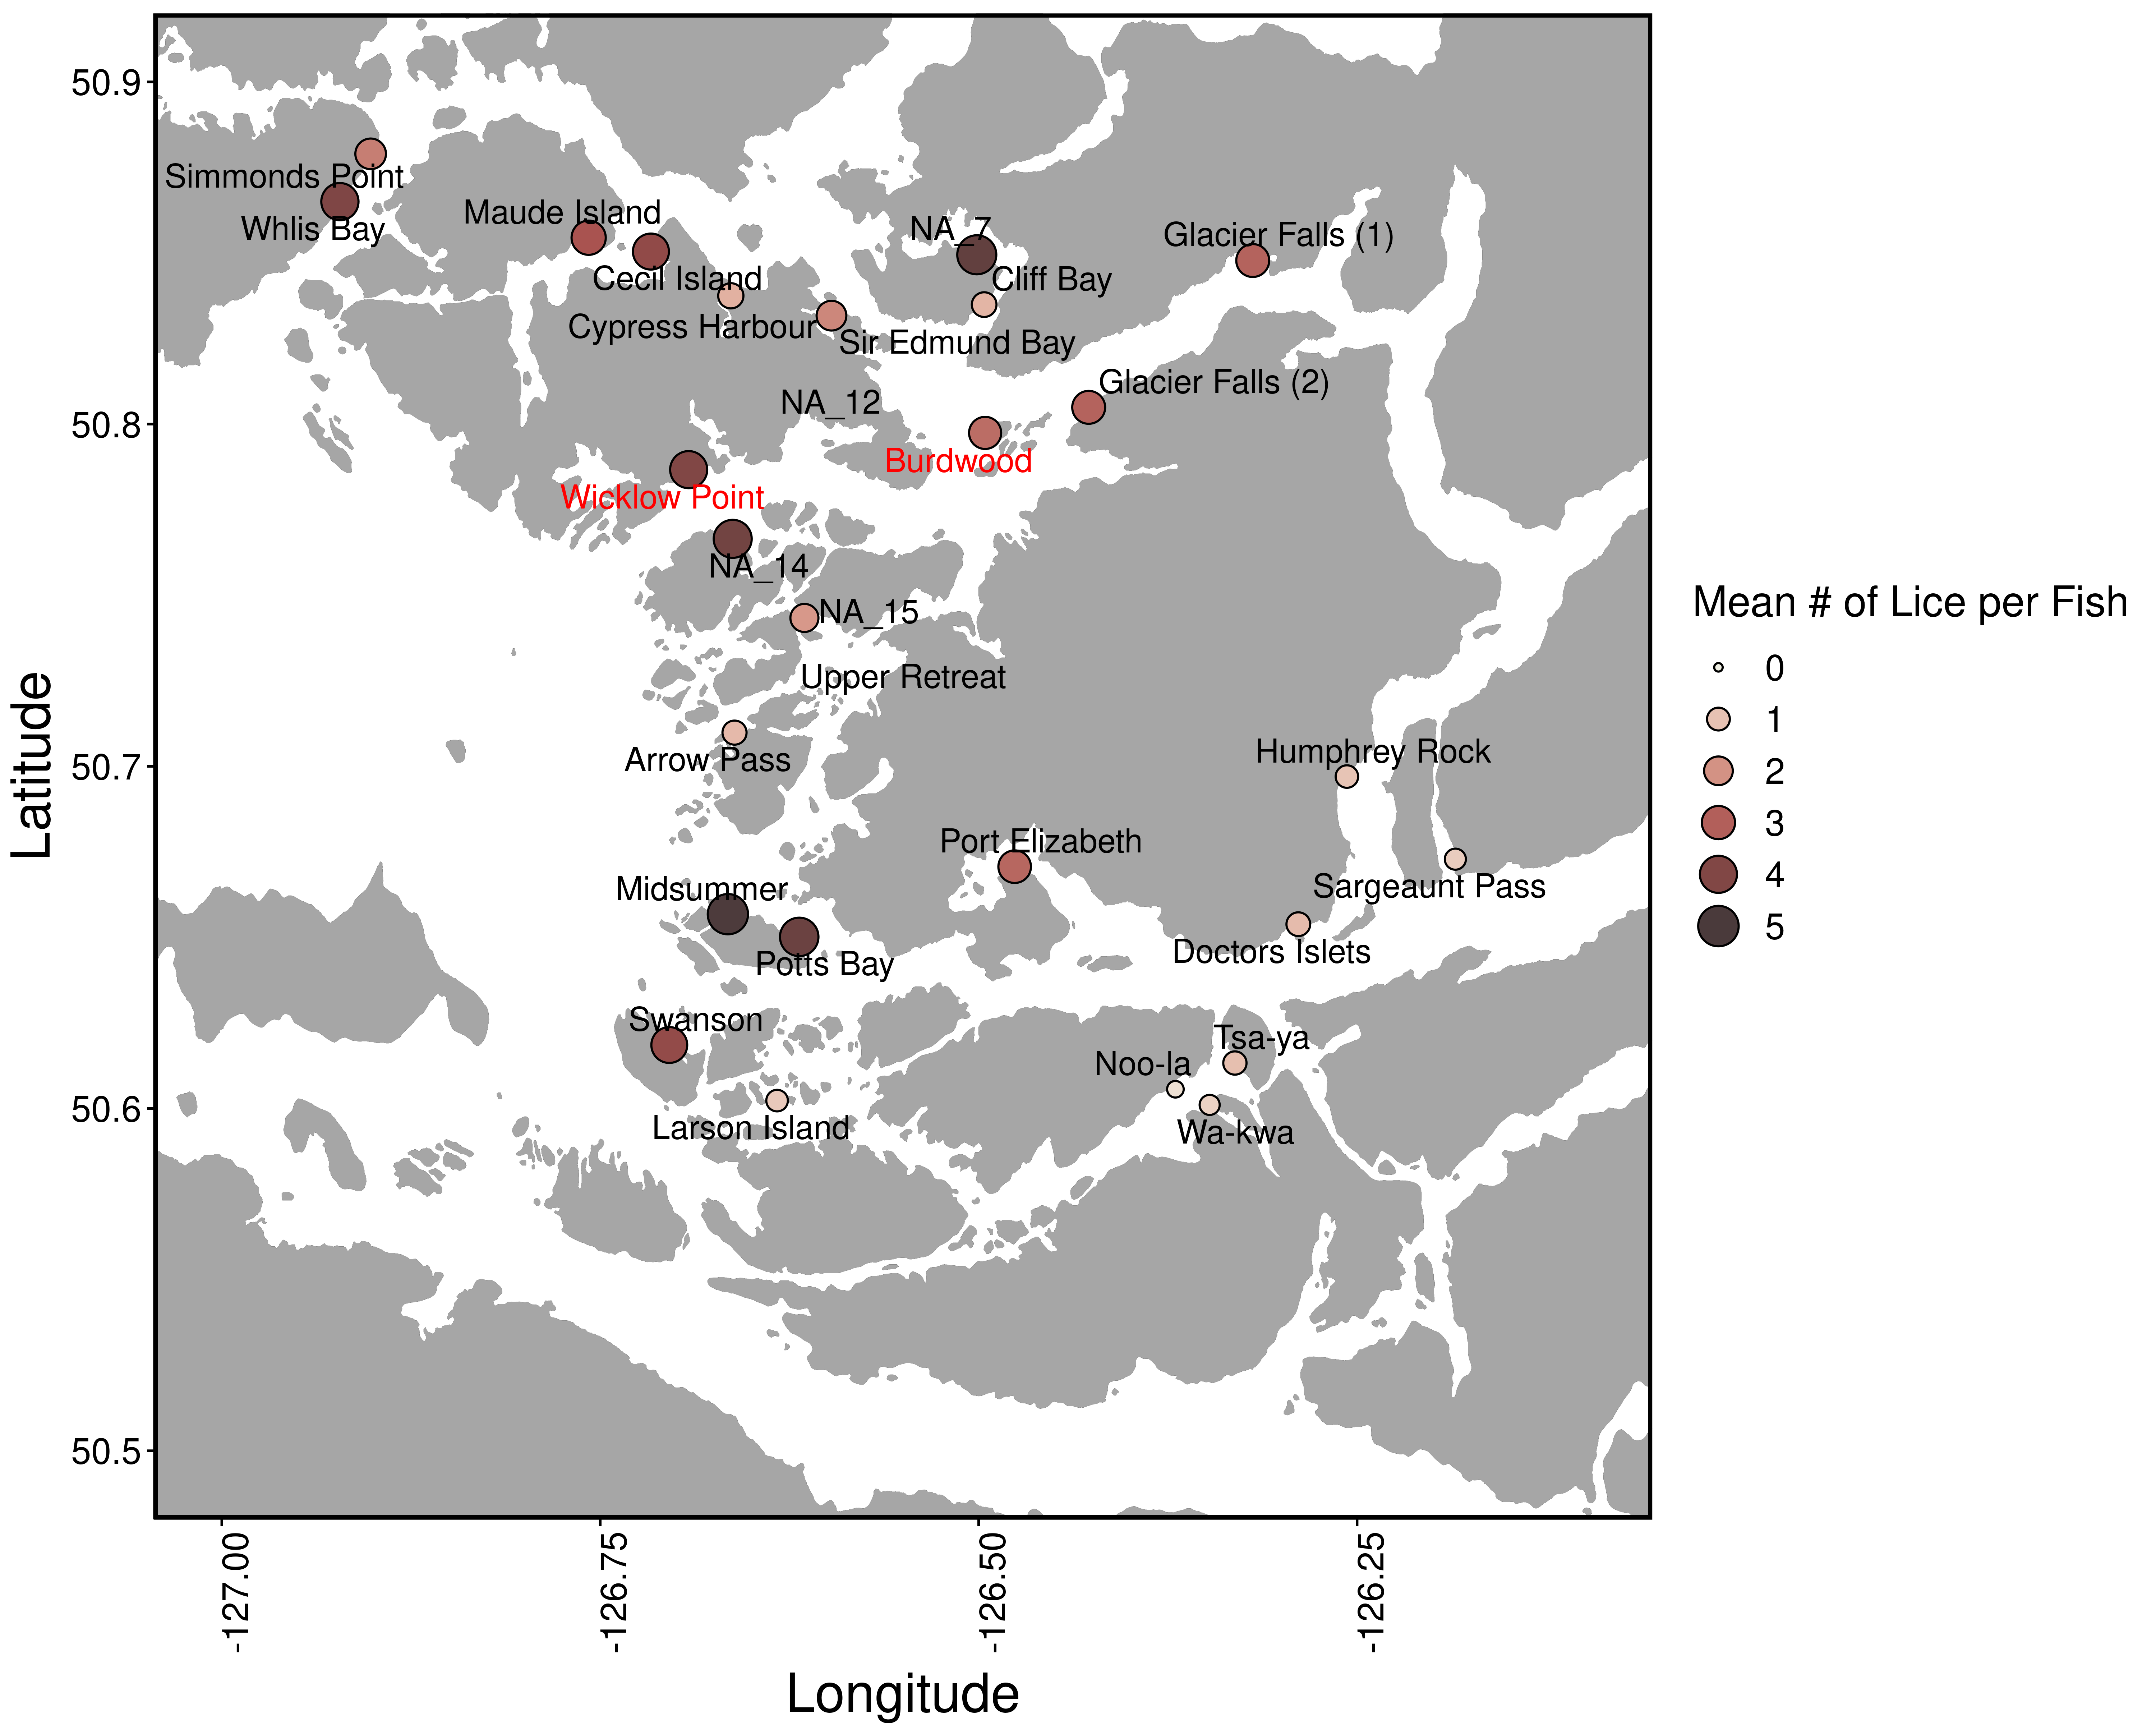 50.9
50.8
50.7
50.6
50.5
Latitude
Simmonds Point
Whlis Bay
Maude Island
Cecil Island
Cypress Harbour
NA_7
Cliff Bay
Sir Edmund Bay
Glacier Falls (1)
Glacier Falls (2)
NA_12
Burdwood
Wicklow Point
NA_14
NA_15
Upper Retreat
Arrow Pass
Humphrey Rock
Port Elizabeth
Sargeaunt Pass
Midsummer
Potts Bay
Doctors Islets
Swanson
Tsa-ya
Noo-la
Wa-kwa
Larson Island
-127.00
-126.75
-126.50
-126.25
Longitude
Mean # of Lice per Fish
0
1
2
3
4
5